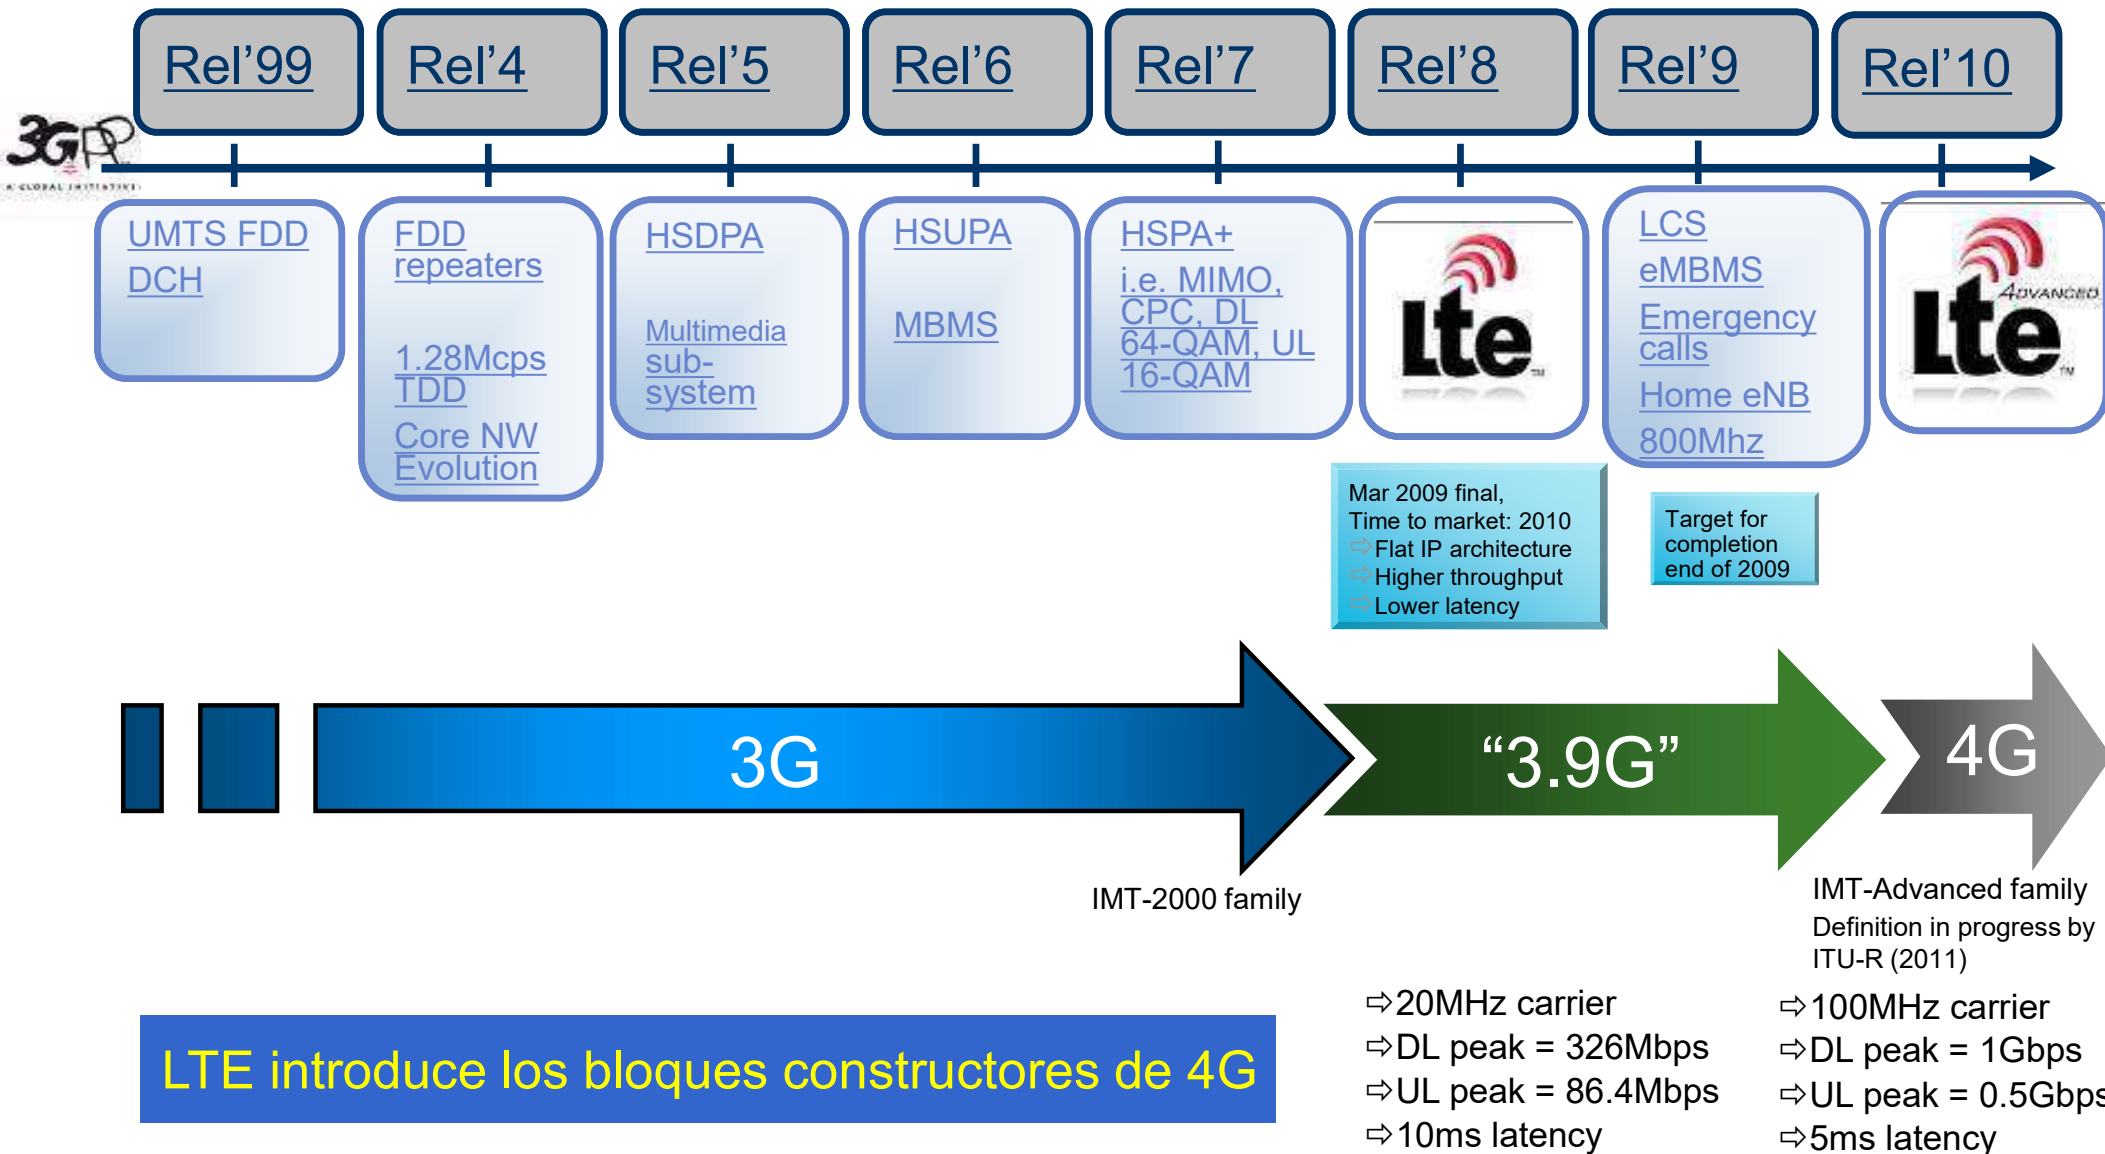 Rel’99
Rel’4
Rel’5
Rel’6
Rel’7
Rel’8
Rel’9
Rel’10
3GPP
A GLOBAL INITIATIVE
UMTS FDD
DCH
FDD
repeaters
1.28Mcps
TDD
Core NW
Evolution
HSDPA
Multimedia
sub-
system
HSUPA
MBMS
HSPA+
i.e. MIMO,
CPC, DL
64-QAM, UL
16-QAM
Lte
TM
LCS
eMBMS
Emergency
calls
Home eNB
800Mhz
Lte
ADVANCED
TM
Mar 2009 final,
Time to market: 2010
⇨Flat IP architecture
⇨Higher throughput
⇨Lower latency
Target for
completion
end of 2009
3G
“3.9G”
4G
IMT-2000 family
IMT-Advanced family
Definition in progress by
ITU-R (2011)
LTE introduce los bloques constructores de 4G
⇨20MHz carrier
⇨DL peak = 326Mbps
⇨UL peak = 86.4Mbps
⇨10ms latency
⇨100MHz carrier
⇨DL peak = 1Gbps
⇨UL peak = 0.5Gbps
⇨5ms latency